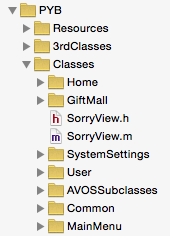 PYB
Resources
3rdClasses
Classes
Home
GiftMall
h SorryView.h
m SorryView.m
SystemSettings
User
AVOSSubclasses
Common
MainMenu